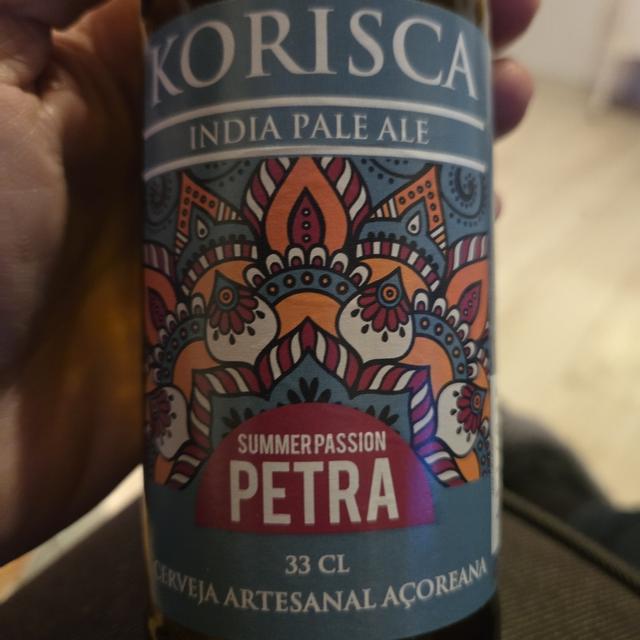 KORISCA
INDIA PALE ALE
SUMMER PASSION
PETRA
33 CL
CERVEJA ARTESANAL AÇOREANA